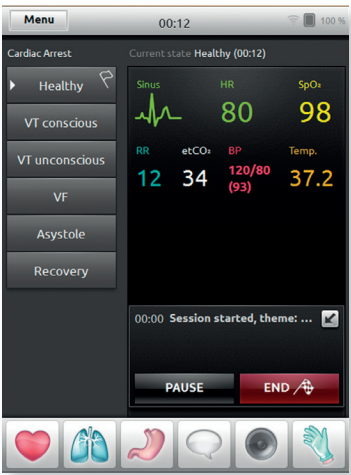 Menu
00:12
100 %
Cardiac Arrest
Current state Healthy (00:12)
Healthy
VT conscious
VT unconscious
VF
Asystole
Recovery
Sinus HR SpO₂
80 98
RR etCO₂ BP Temp.
12 34 120/80 37.2
(93)
00:00 Session started, theme: ...
PAUSE
END